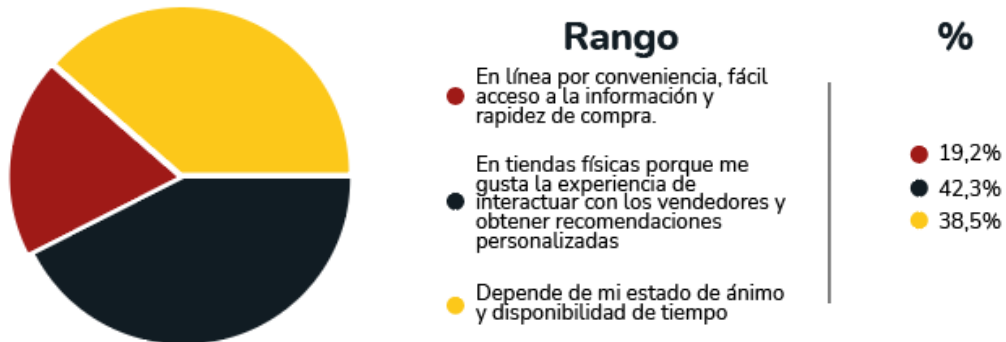 Rango
%
En línea por conveniencia, fácil
acceso a la información y
rapidez de compra.
En tiendas físicas porque me
gusta la experiencia de
interactuar con los vendedores y
obtener recomendaciones
personalizadas
Depende de mi estado de ánimo
y disponibilidad de tiempo
19,2%
42,3%
38,5%